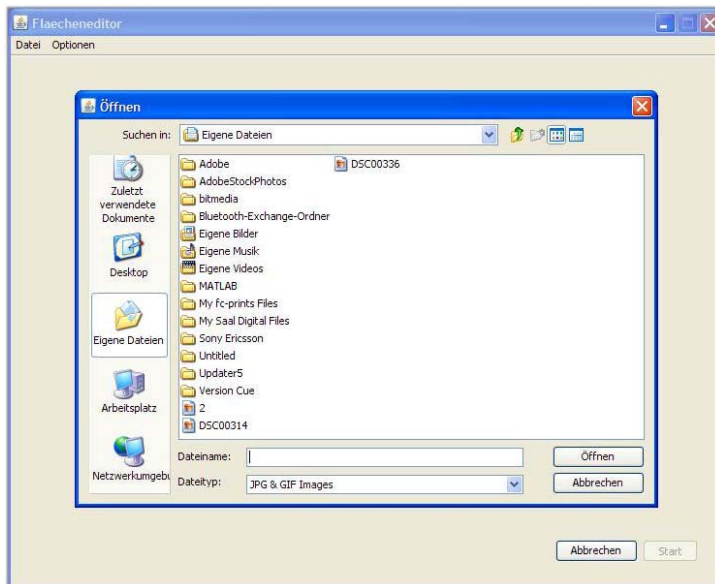 Flaecheneditor
Datei Optionen
Öffnen
Suchen in: Eigene Dateien
Zuletzt
verwendete
Dokumente
Desktop
Eigene Dateien
Arbeitsplatz
Netzwerkumgebu
Adobe
AdobeStockPhotos
bitmedia
Bluetooth-Exchange-Ordner
Eigene Bilder
Eigene Musik
Eigene Videos
MATLAB
My fc-prints Files
My Saal Digital Files
Sony Ericsson
Untitled
Updater5
Version Cue
2
DSC00314
DSC00336
Dateiname: Öffnen
Dateityp: JPG & GIF Images Abbrechen
Abbrechen Start